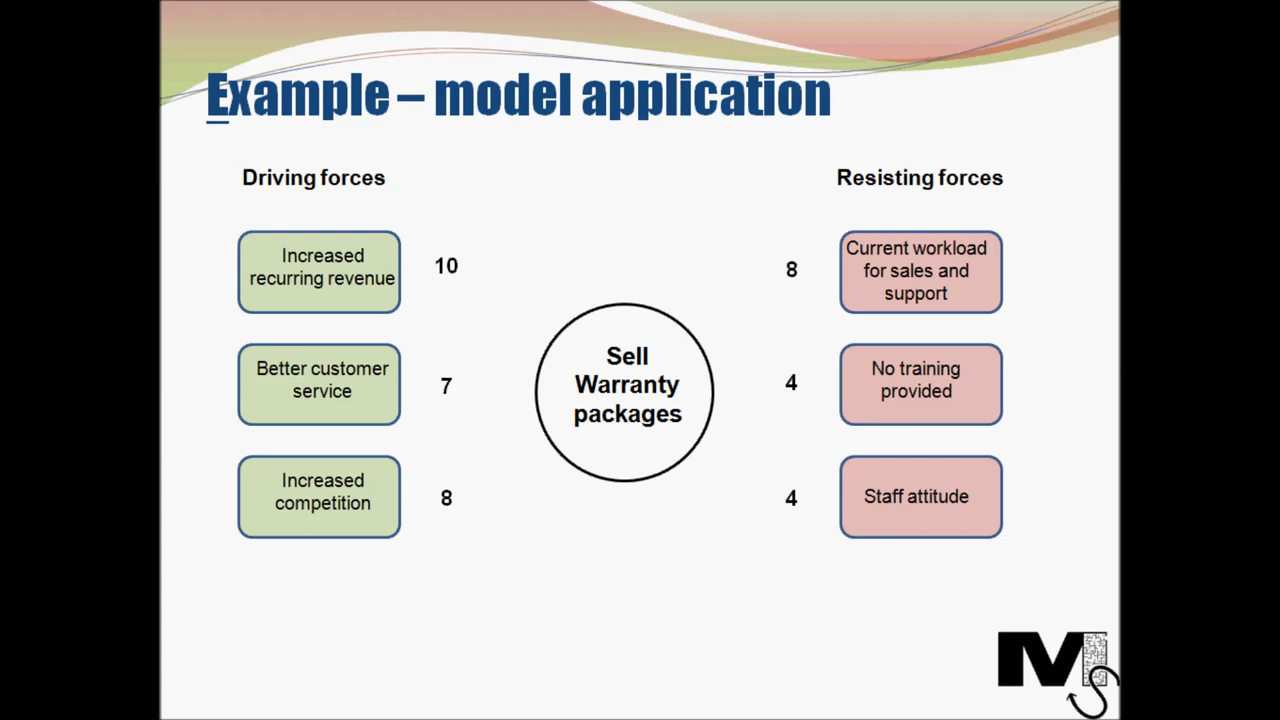 Example – model application
Driving forces
Resisting forces
Increased
recurring revenue
10
8
Current workload
for sales and
support
Sell
Warranty
packages
Better customer
service
7
4
No training
provided
Increased
competition
8
4
Staff attitude
MS